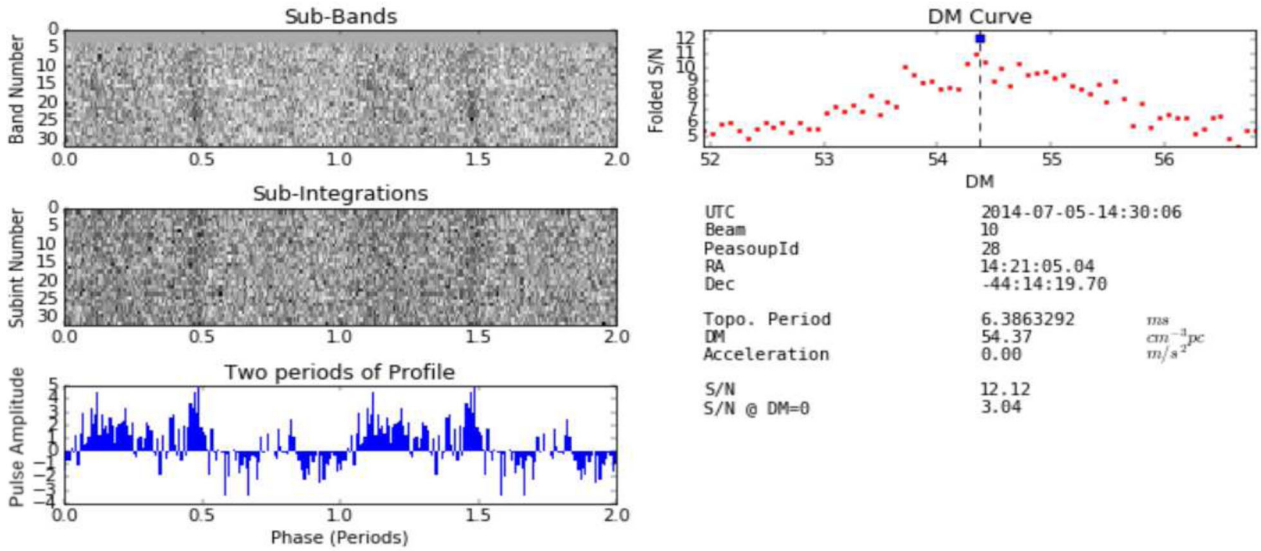 Sub-Bands
Band Number
0
5
10
15
20
25
30
0.0 0.5 1.0 1.5 2.0
Sub-Integrations
Subint Number
0
5
10
15
20
25
30
0.0 0.5 1.0 1.5 2.0
Two periods of Profile
Pulse Amplitude
5
4
3
2
1
0
−1
−2
−3
−4
0.0 0.5 1.0 1.5 2.0
Phase (Periods)
DM Curve
Folded S/N
12
11
10
9
8
7
6
5
52 53 54 55 56
DM
UTC 2014-07-05-14:30:06
Beam 10
PeasoupId 28
RA 14:21:05.04
Dec -44:14:19.70
Topo. Period 6.3863292 ms
DM 54.37 cm⁻³pc
Acceleration 0.00 m/s²
S/N 12.12
S/N @ DM=0 3.04